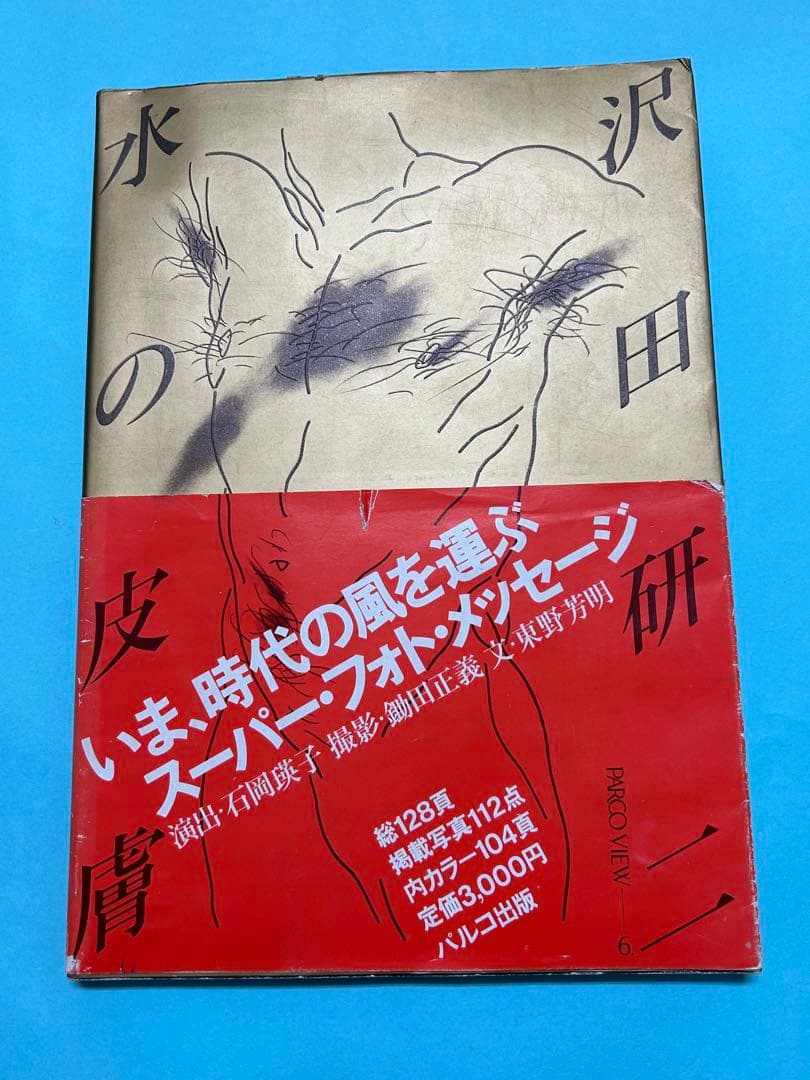 沢田研二
水の皮膚
いま、時代の風を運ぶ
スーパー・フォト・メッセージ
演出・石岡瑛子 撮影・鋤田正義 文・東野芳明
総128頁
掲載写真112点
内カラー104頁
定価3,000円
パルコ出版
PARCO VIEW—6.